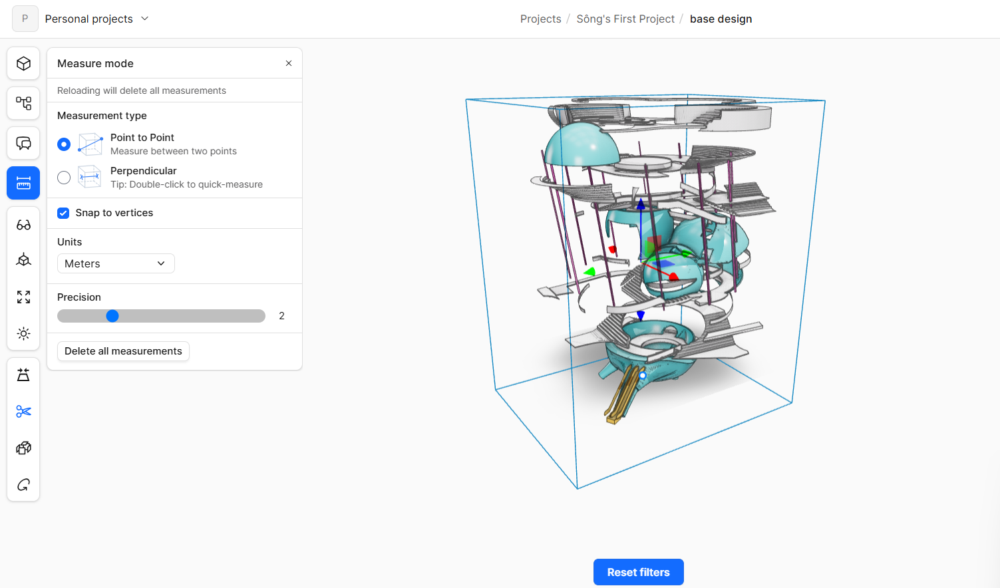 P
Personal projects
Projects / Sông's First Project / base design
Measure mode
Reloading will delete all measurements
Measurement type
Point to Point
Measure between two points
Perpendicular
Tip: Double-click to quick-measure
Snap to vertices
Units
Meters
Precision
2
Delete all measurements
Reset filters